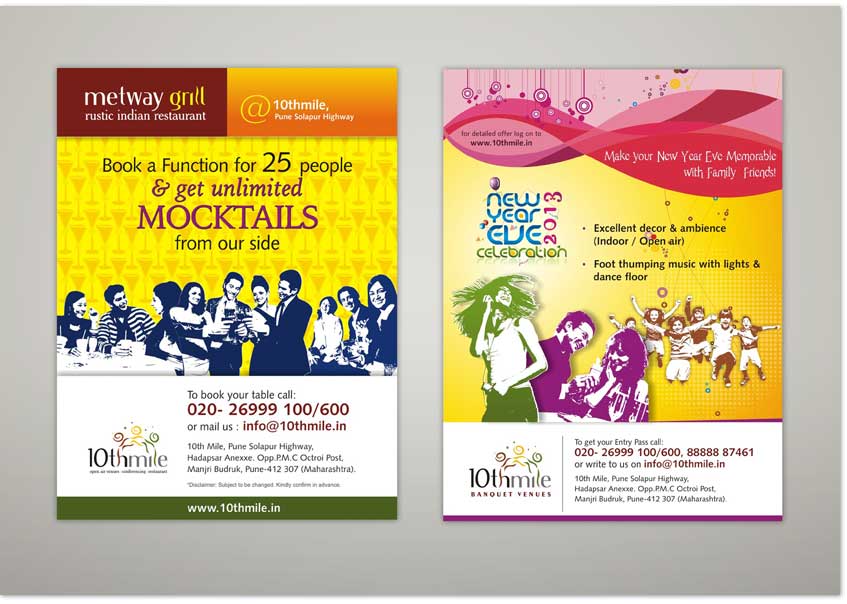 metway grill
rustic indian restaurant
@ 10thmile,
Pune Solapur Highway
Book a Function for 25 people
& get unlimited
MOCKTAILS
from our side
To book your table call:
020- 26999 100/600
or mail us : info@10thmile.in
10th Mile, Pune Solapur Highway,
Hadapsar Anexxe. Opp.P.M.C Octroi Post,
Manjri Budruk, Pune-412 307 (Maharashtra).
*Disclaimer: Subject to be changed. Kindly confirm in advance.
10thmile
open air venues conferencing restaurant
www.10thmile.in
for detailed offer log on to
www.10thmile.in
Make your New Year Eve Memorable
with Family Friends!
NEW
YEAR
EVE
2013
celebration
• Excellent decor & ambience
(Indoor / Open air)
• Foot thumping music with lights &
dance floor
10thmile
BANQUET VENUES
To get your Entry Pass call:
020- 26999 100/600, 88888 87461
or write to us on info@10thmile.in
10th Mile, Pune Solapur Highway,
Hadapsar Anexxe. Opp.P.M.C Octroi Post,
Manjri Budruk, Pune-412 307 (Maharashtra).